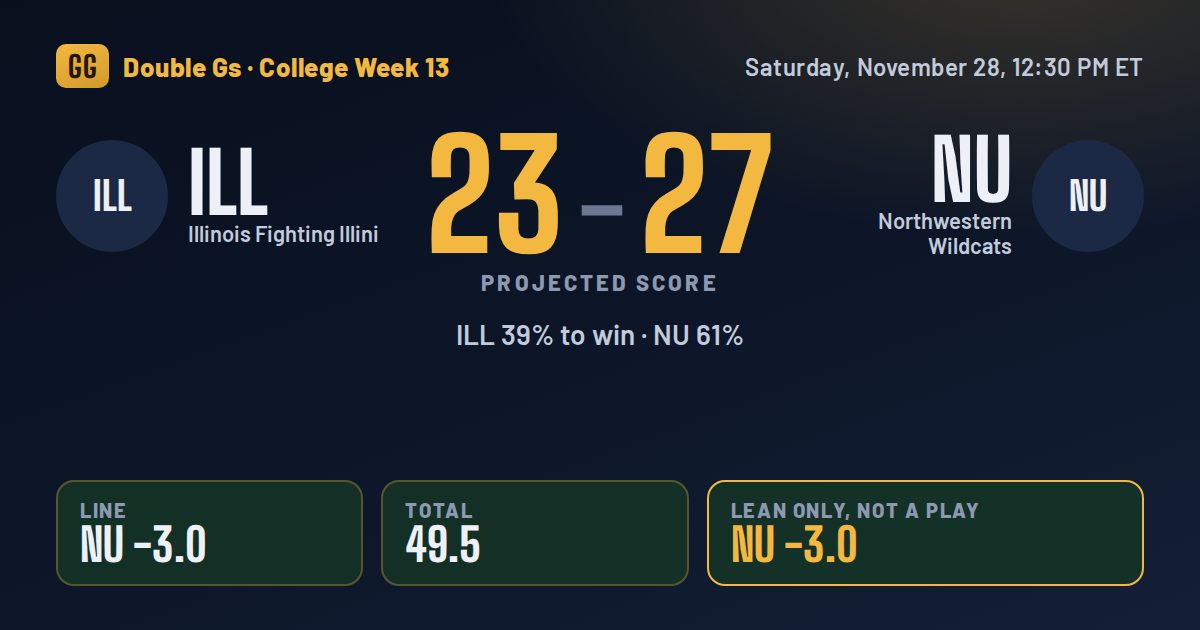 GG Double Gs · College Week 13
Saturday, November 28, 12:30 PM ET
ILL
ILL
Illinois Fighting Illini
23 – 27
PROJECTED SCORE
ILL 39% to win · NU 61%
NU
Northwestern
Wildcats
NU
LINE
NU −3.0
TOTAL
49.5
LEAN ONLY, NOT A PLAY
NU −3.0